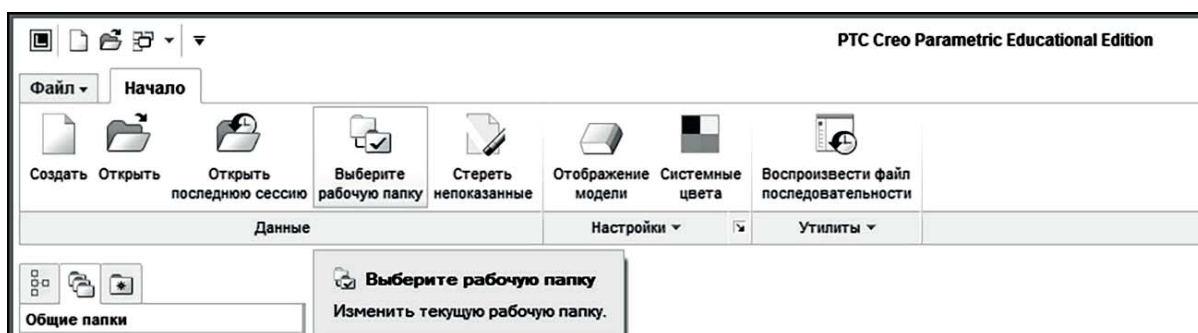 PTC Creo Parametric Educational Edition
Файл
Начало
Создать
Открыть
Открыть
последнюю сессию
Выберите
рабочую папку
Стереть
непоказанные
Отображение
модели
Системные
цвета
Воспроизвести файл
последовательности
Данные
Настройки
Утилиты
Выберите рабочую папку
Изменить текущую рабочую папку.
Общие папки